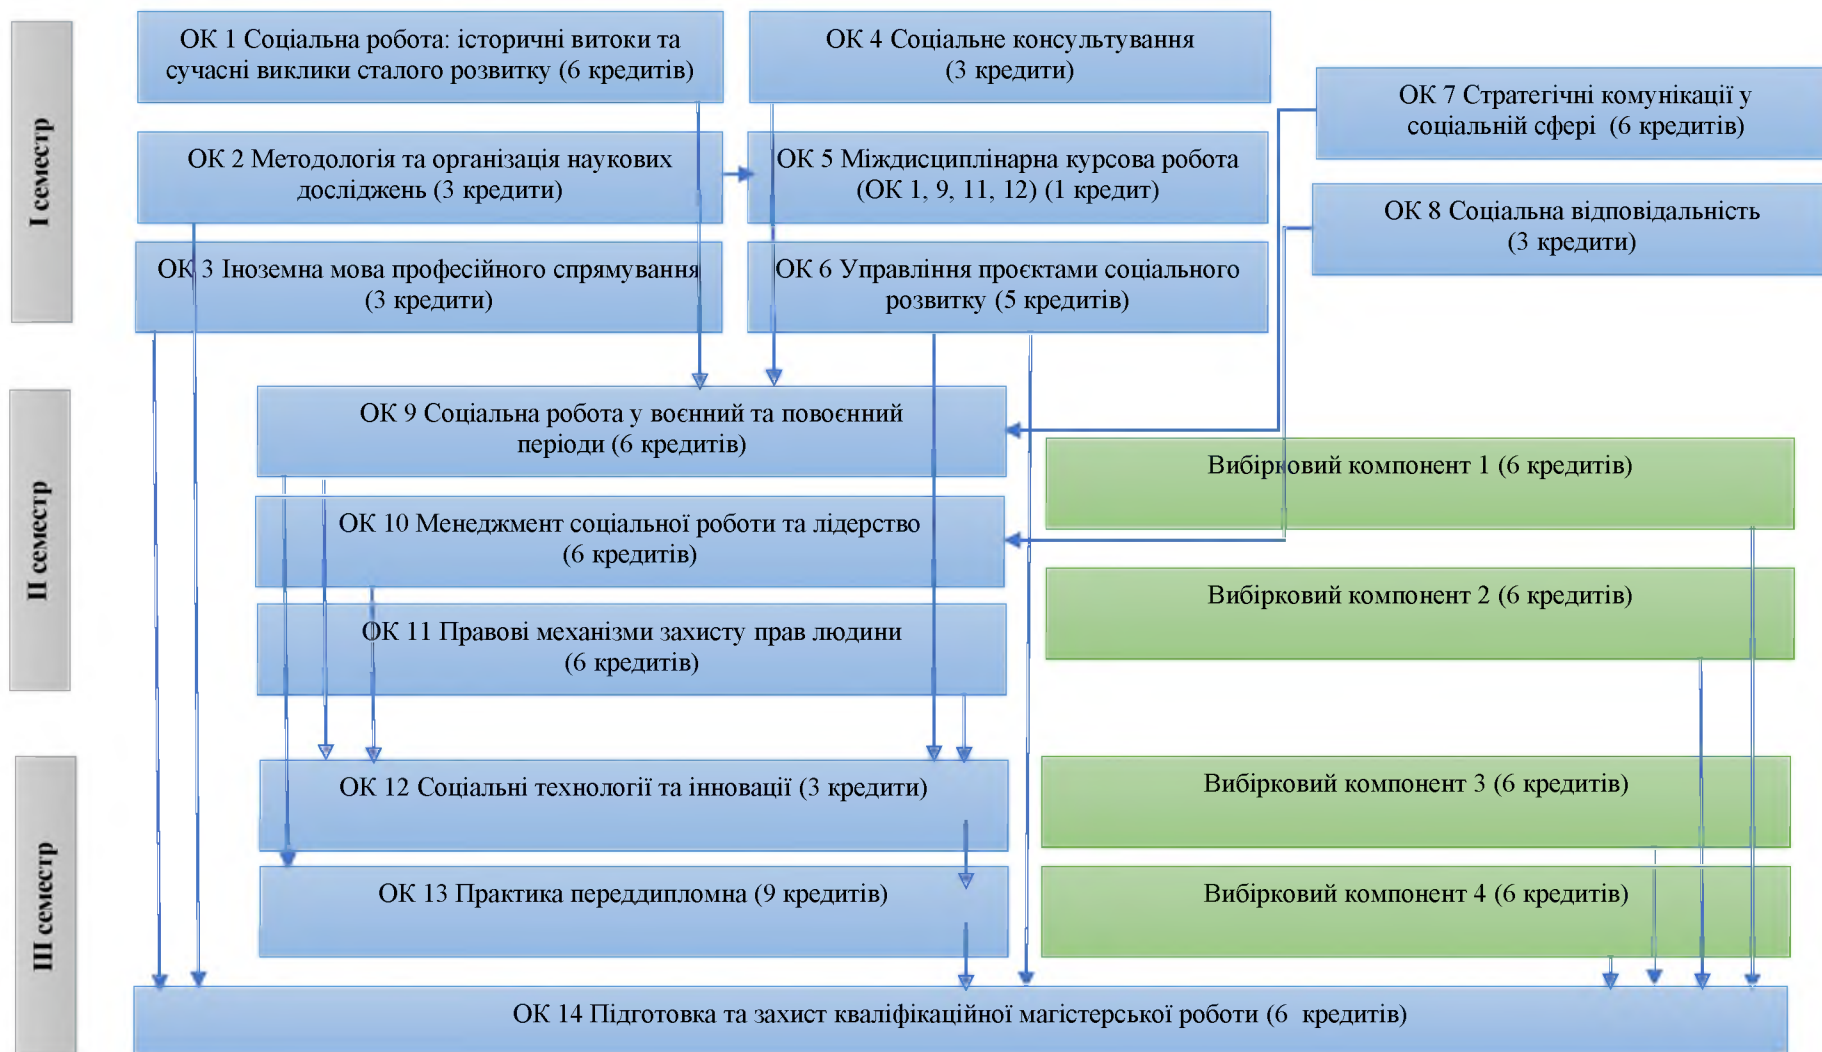 І семестр
ОК 1 Соціальна робота: історичні витоки та
сучасні виклики сталого розвитку (6 кредитів)
ОК 4 Соціальне консультування
(3 кредити)
ОК 7 Стратегічні комунікації у
соціальній сфері (6 кредитів)
ОК 2 Методологія та організація наукових
досліджень (3 кредити)
ОК 5 Міждисциплінарна курсова робота
(ОК 1, 9, 11, 12) (1 кредит)
ОК 8 Соціальна відповідальність
(3 кредити)
ОК 3 Іноземна мова професійного спрямування
(3 кредити)
ОК 6 Управління проєктами соціального
розвитку (5 кредитів)
ІІ семестр
ОК 9 Соціальна робота у воєнний та повоєнний
періоди (6 кредитів)
Вибірковий компонент 1 (6 кредитів)
ОК 10 Менеджмент соціальної роботи та лідерство
(6 кредитів)
Вибірковий компонент 2 (6 кредитів)
ОК 11 Правові механізми захисту прав людини
(6 кредитів)
ІІІ семестр
ОК 12 Соціальні технології та інновації (3 кредити)
Вибірковий компонент 3 (6 кредитів)
ОК 13 Практика переддипломна (9 кредитів)
Вибірковий компонент 4 (6 кредитів)
ОК 14 Підготовка та захист кваліфікаційної магістерської роботи (6 кредитів)